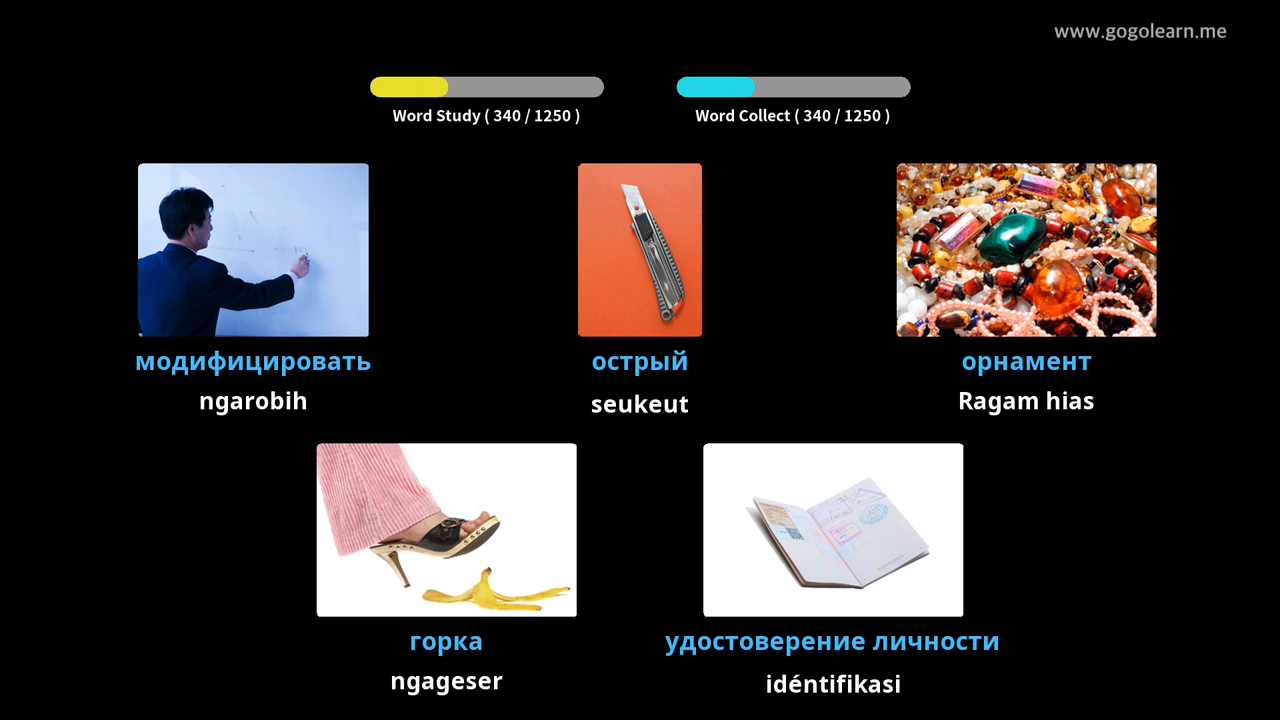 www.gogolearn.me
Word Study ( 340 / 1250 )
Word Collect ( 340 / 1250 )
модифицировать
ngarobih
острый
seukeut
орнамент
Ragam hias
горка
ngageser
удостоверение личности
idéntifikasi